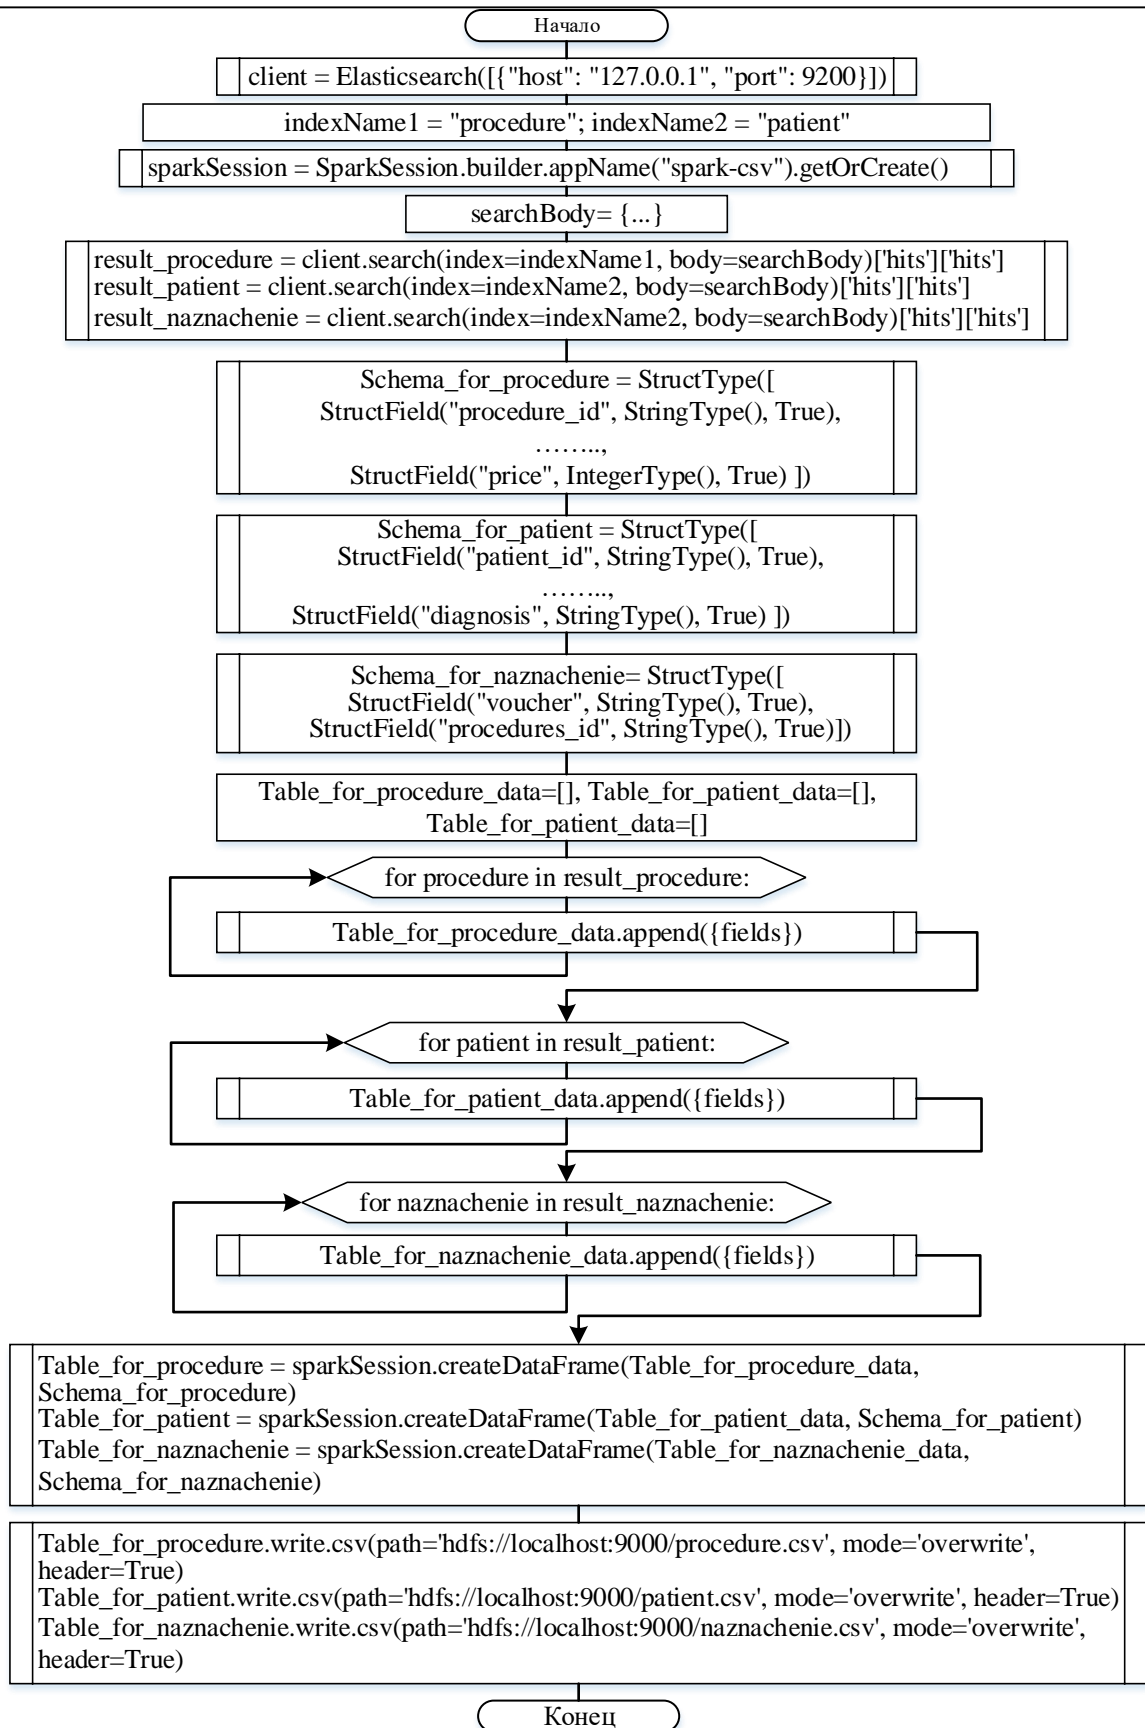 Начало
client = Elasticsearch([{"host": "127.0.0.1", "port": 9200}])
indexName1 = "procedure"; indexName2 = "patient"
sparkSession = SparkSession.builder.appName("spark-csv").getOrCreate()
searchBody= {...}
result_procedure = client.search(index=indexName1, body=searchBody)['hits']['hits']
result_patient = client.search(index=indexName2, body=searchBody)['hits']['hits']
result_naznachenie = client.search(index=indexName2, body=searchBody)['hits']['hits']
Schema_for_procedure = StructType([
StructField("procedure_id", StringType(), True),
……..,
StructField("price", IntegerType(), True) ])
Schema_for_patient = StructType([
StructField("patient_id", StringType(), True),
……..,
StructField("diagnosis", StringType(), True) ])
Schema_for_naznachenie= StructType([
StructField("voucher", StringType(), True),
StructField("procedures_id", StringType(), True)])
Table_for_procedure_data=[], Table_for_patient_data=[],
Table_for_patient_data=[]
for procedure in result_procedure:
Table_for_procedure_data.append({fields})
for patient in result_patient:
Table_for_patient_data.append({fields})
for naznachenie in result_naznachenie:
Table_for_naznachenie_data.append({fields})
Table_for_procedure = sparkSession.createDataFrame(Table_for_procedure_data,
Schema_for_procedure)
Table_for_patient = sparkSession.createDataFrame(Table_for_patient_data, Schema_for_patient)
Table_for_naznachenie = sparkSession.createDataFrame(Table_for_naznachenie_data,
Schema_for_naznachenie)
Table_for_procedure.write.csv(path='hdfs://localhost:9000/procedure.csv', mode='overwrite',
header=True)
Table_for_patient.write.csv(path='hdfs://localhost:9000/patient.csv', mode='overwrite', header=True)
Table_for_naznachenie.write.csv(path='hdfs://localhost:9000/naznachenie.csv', mode='overwrite',
header=True)
Конец